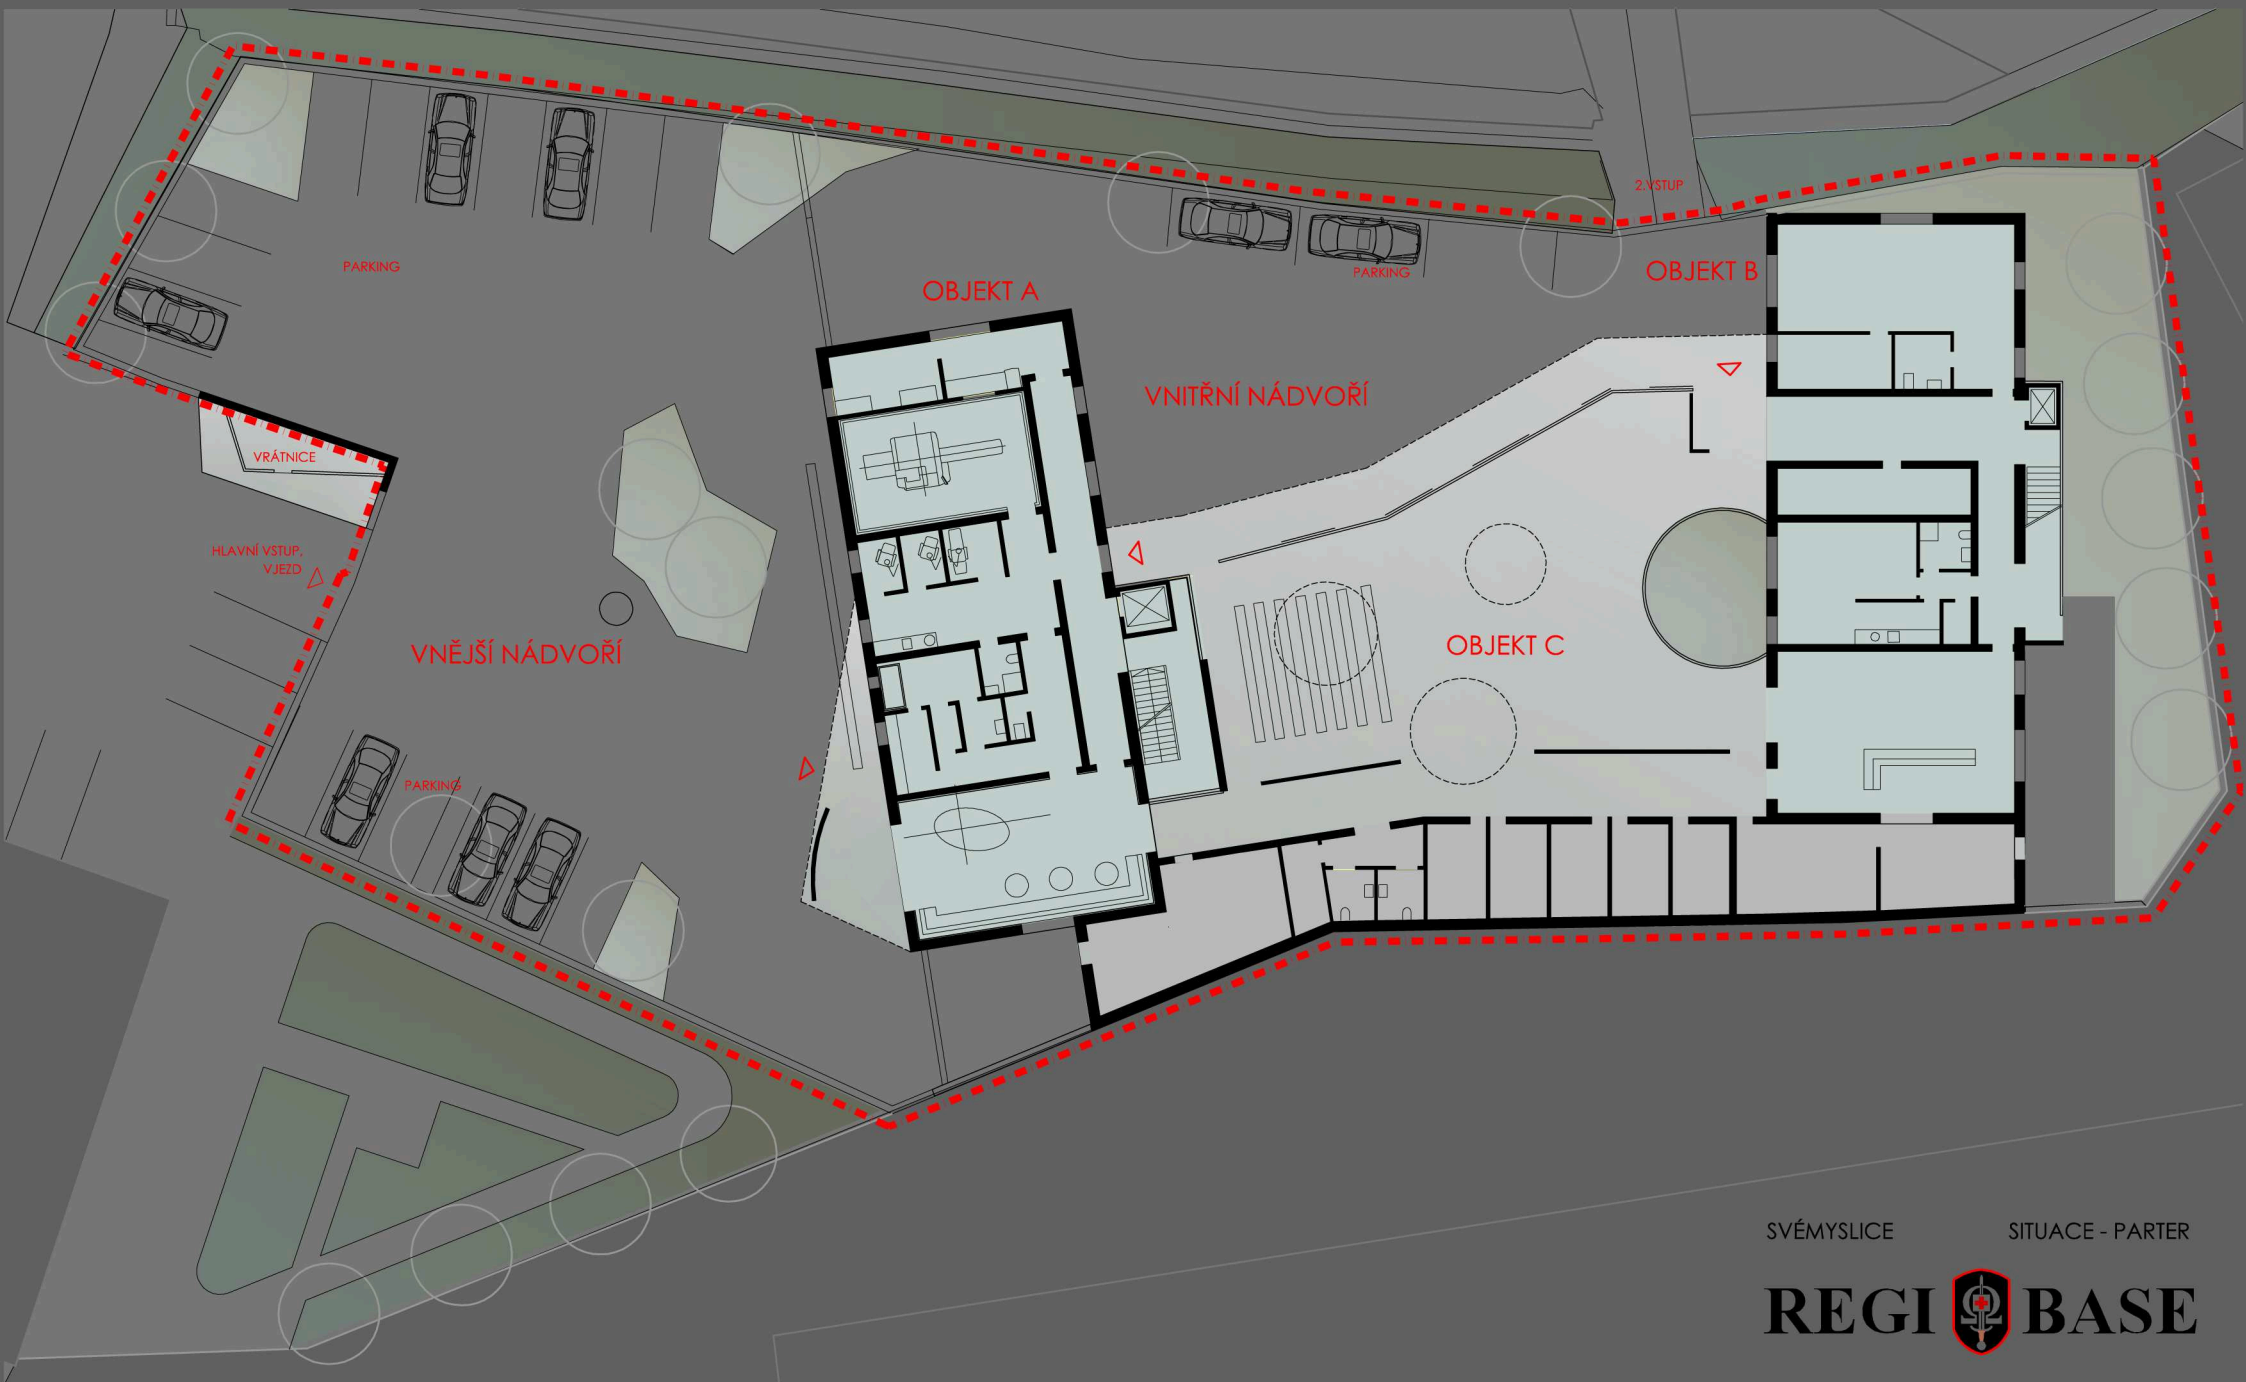 2.VSTUP
PARKING
PARKING
OBJEKT B
OBJEKT A
VNITŘNÍ NÁDVOŘÍ
VRÁTNICE
HLAVNÍ VSTUP,
VJEZD
VNĚJŠÍ NÁDVOŘÍ
OBJEKT C
PARKING
SVÉMYSLICE
SITUACE - PARTER
REGI BASE